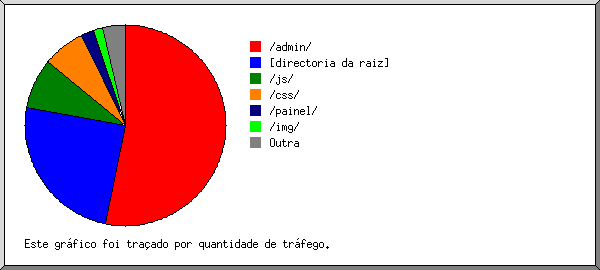 /admin/
[directoria da raiz]
/js/
/css/
/painel/
/img/
Outra
Este gráfico foi traçado por quantidade de tráfego.